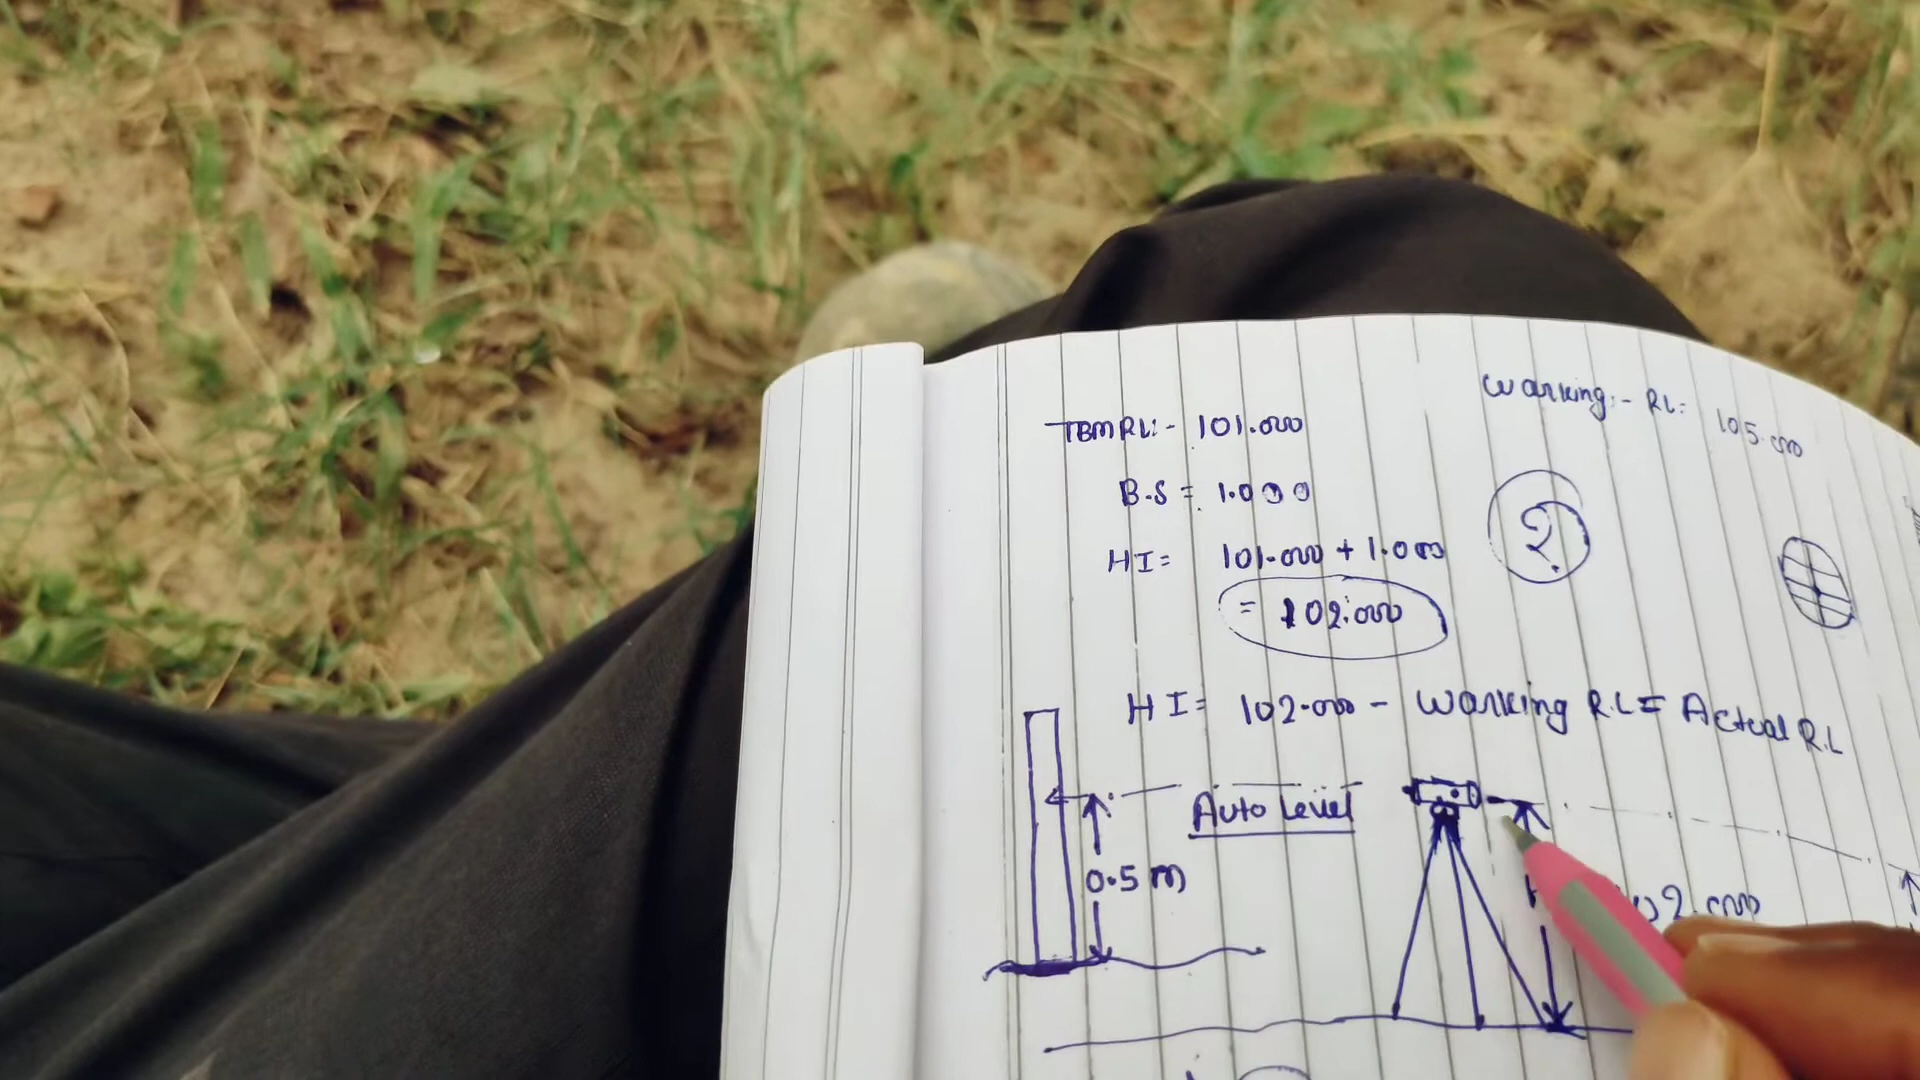 Working:- RL: 105.000
TBM RL:- 101.000
B.S = 1.000
HI= 101.000 + 1.000
= 102.000
2
HI= 102.000 - Working R.L = Actual R.L
Auto Level
0.5 m